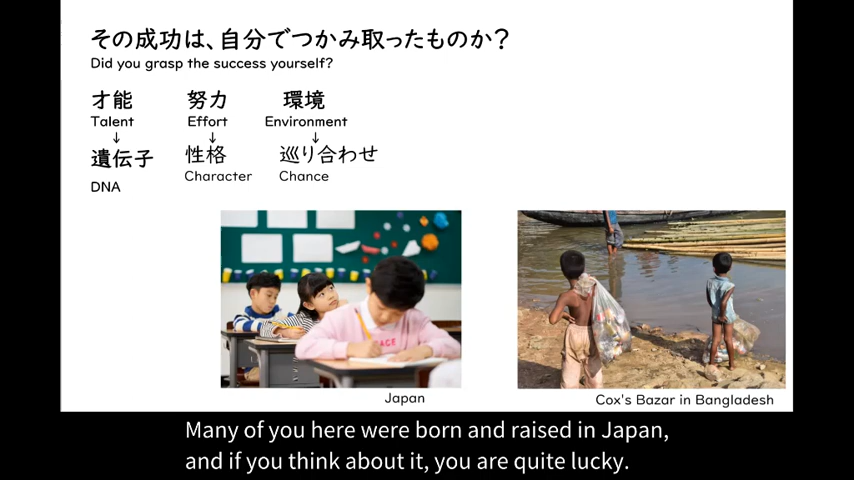 その成功は、自分でつかみ取ったものか？
Did you grasp the success yourself?
才能 努力 環境
Talent Effort Environment
↓ ↓ ↓
遺伝子 性格 巡り合わせ
DNA Character Chance
PEACE
Japan
Cox's Bazar in Bangladesh
Many of you here were born and raised in Japan,
and if you think about it, you are quite lucky.